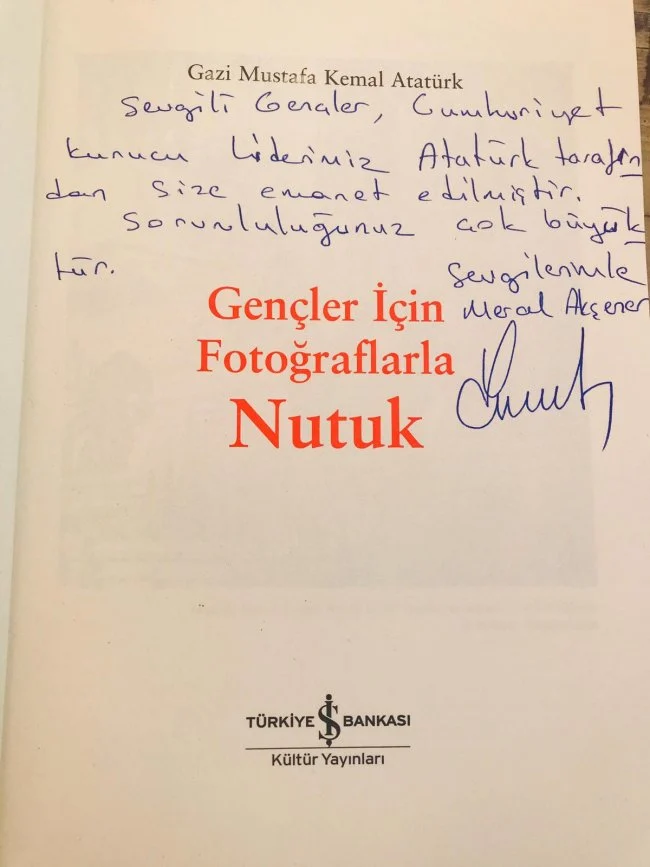 Gazi Mustafa Kemal Atatürk
Sevgili Gençler, Cumhuriyet
kurucu liderimiz Atatürk tarafın
dan size emanet edilmiştir.
Sorumluluğunuz çok büyük
tür.
Sevgilerimle
Meral Akşener
Gençler İçin
Fotoğraflarla
Nutuk
TÜRKİYE İŞ BANKASI
Kültür Yayınları